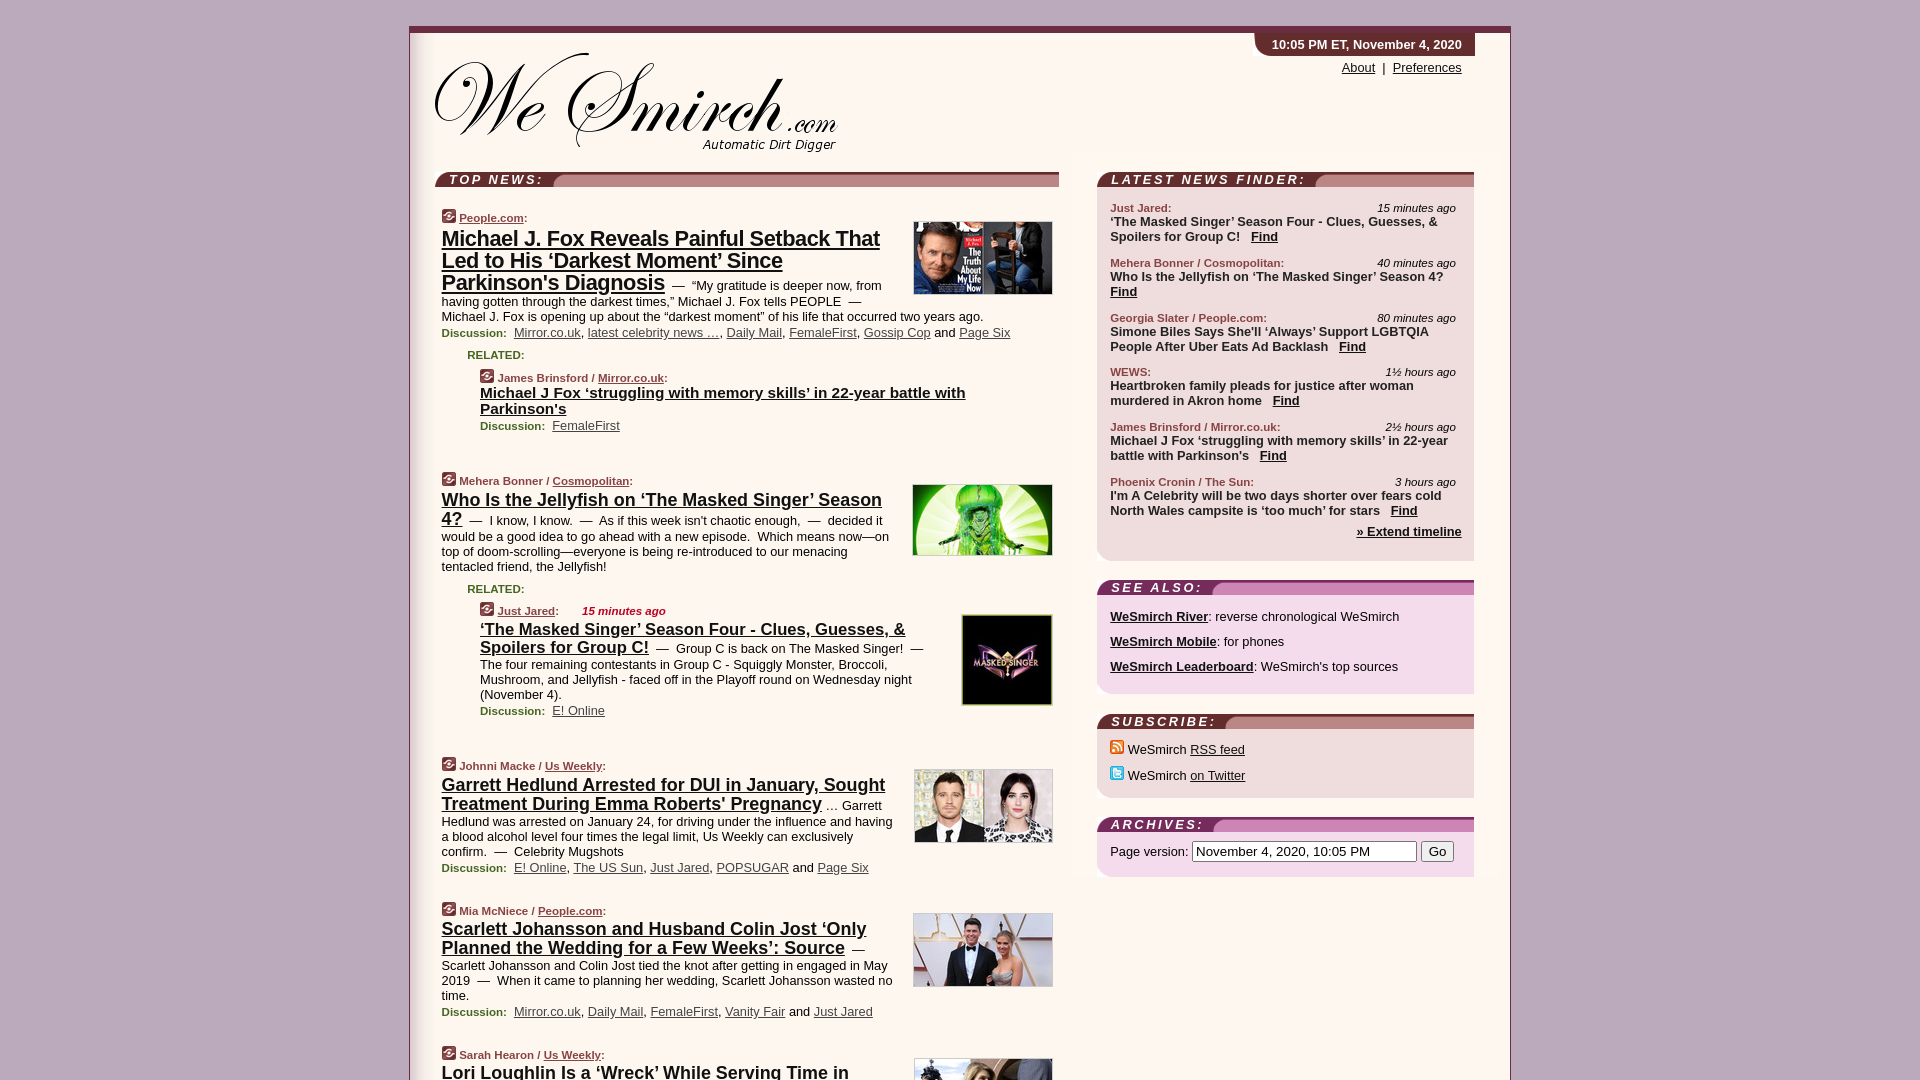 10:05 PM ET, November 4, 2020
About | Preferences
We Smirch .com
Automatic Dirt Digger
TOP NEWS:
People.com:
Michael J. Fox Reveals Painful Setback That
Led to His ‘Darkest Moment’ Since
Parkinson's Diagnosis — “My gratitude is deeper now, from
having gotten through the darkest times,” Michael J. Fox tells PEOPLE —
Michael J. Fox is opening up about the “darkest moment” of his life that occurred two years ago.
Discussion: Mirror.co.uk, latest celebrity news …, Daily Mail, FemaleFirst, Gossip Cop and Page Six
The
Truth
About
My Life
Now
RELATED:
James Brinsford / Mirror.co.uk:
Michael J Fox ‘struggling with memory skills’ in 22-year battle with
Parkinson's
Discussion: FemaleFirst
Mehera Bonner / Cosmopolitan:
Who Is the Jellyfish on ‘The Masked Singer’ Season
4? — I know, I know. — As if this week isn't chaotic enough, — decided it
would be a good idea to go ahead with a new episode. Which means now—on
top of doom-scrolling—everyone is being re-introduced to our menacing
tentacled friend, the Jellyfish!
RELATED:
Just Jared: 15 minutes ago
‘The Masked Singer’ Season Four - Clues, Guesses, &
Spoilers for Group C! — Group C is back on The Masked Singer! —
The four remaining contestants in Group C - Squiggly Monster, Broccoli,
Mushroom, and Jellyfish - faced off in the Playoff round on Wednesday night
(November 4).
Discussion: E! Online
MASKED SINGER
Johnni Macke / Us Weekly:
Garrett Hedlund Arrested for DUI in January, Sought
Treatment During Emma Roberts' Pregnancy … Garrett
Hedlund was arrested on January 24, for driving under the influence and having
a blood alcohol level four times the legal limit, Us Weekly can exclusively
confirm. — Celebrity Mugshots
Discussion: E! Online, The US Sun, Just Jared, POPSUGAR and Page Six
Mia McNiece / People.com:
Scarlett Johansson and Husband Colin Jost ‘Only
Planned the Wedding for a Few Weeks’: Source —
Scarlett Johansson and Colin Jost tied the knot after getting in engaged in May
2019 — When it came to planning her wedding, Scarlett Johansson wasted no
time.
Discussion: Mirror.co.uk, Daily Mail, FemaleFirst, Vanity Fair and Just Jared
Sarah Hearon / Us Weekly:
Lori Loughlin Is a ‘Wreck’ While Serving Time in
LATEST NEWS FINDER:
Just Jared: 15 minutes ago
‘The Masked Singer’ Season Four - Clues, Guesses, &
Spoilers for Group C! Find
Mehera Bonner / Cosmopolitan: 40 minutes ago
Who Is the Jellyfish on ‘The Masked Singer’ Season 4?
Find
Georgia Slater / People.com: 80 minutes ago
Simone Biles Says She'll ‘Always’ Support LGBTQIA
People After Uber Eats Ad Backlash Find
WEWS: 1½ hours ago
Heartbroken family pleads for justice after woman
murdered in Akron home Find
James Brinsford / Mirror.co.uk: 2½ hours ago
Michael J Fox ‘struggling with memory skills’ in 22-year
battle with Parkinson's Find
Phoenix Cronin / The Sun: 3 hours ago
I'm A Celebrity will be two days shorter over fears cold
North Wales campsite is ‘too much’ for stars Find
» Extend timeline
SEE ALSO:
WeSmirch River: reverse chronological WeSmirch
WeSmirch Mobile: for phones
WeSmirch Leaderboard: WeSmirch's top sources
SUBSCRIBE:
WeSmirch RSS feed
WeSmirch on Twitter
ARCHIVES:
Page version: November 4, 2020, 10:05 PM Go